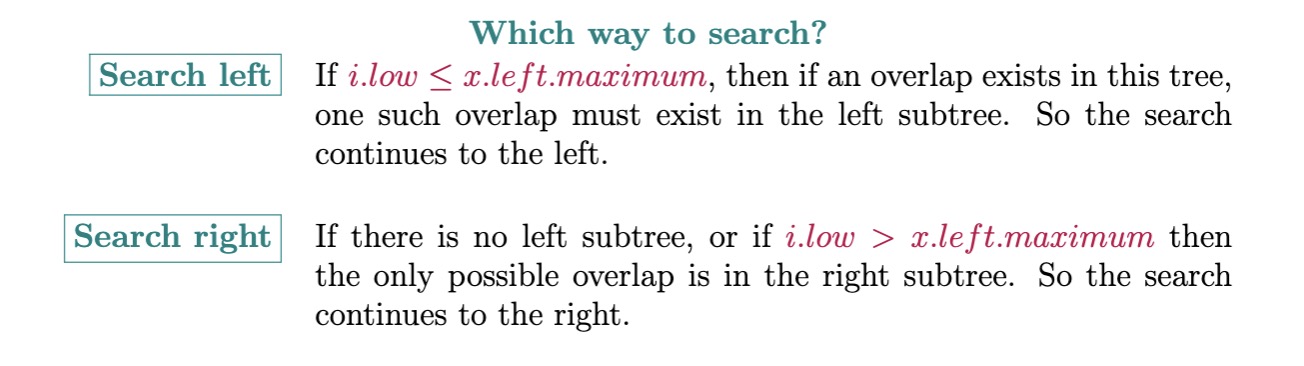 Which way to search?
Search left If i.low ≤ x.left.maximum, then if an overlap exists in this tree,
one such overlap must exist in the left subtree. So the search
continues to the left.
Search right If there is no left subtree, or if i.low > x.left.maximum then
the only possible overlap is in the right subtree. So the search
continues to the right.